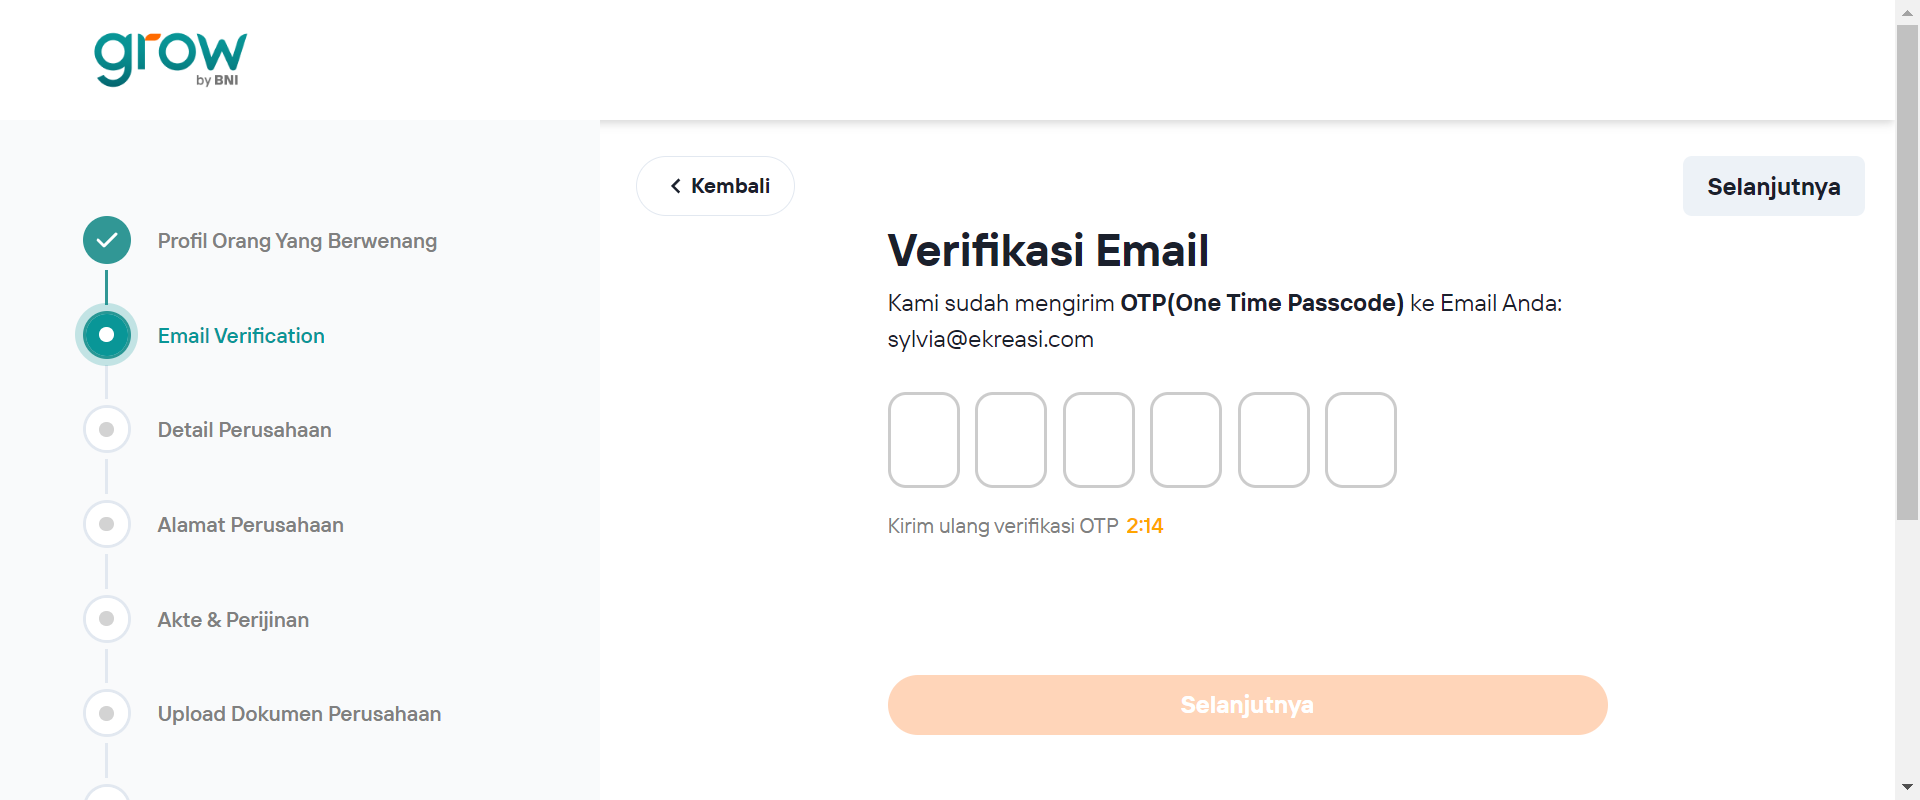 grow
by BNI
Kembali
Selanjutnya
Profil Orang Yang Berwenang
Email Verification
Detail Perusahaan
Alamat Perusahaan
Akte & Perijinan
Upload Dokumen Perusahaan
Verifikasi Email
Kami sudah mengirim OTP(One Time Passcode) ke Email Anda:
sylvia@ekreasi.com
Kirim ulang verifikasi OTP 2:14
Selanjutnya